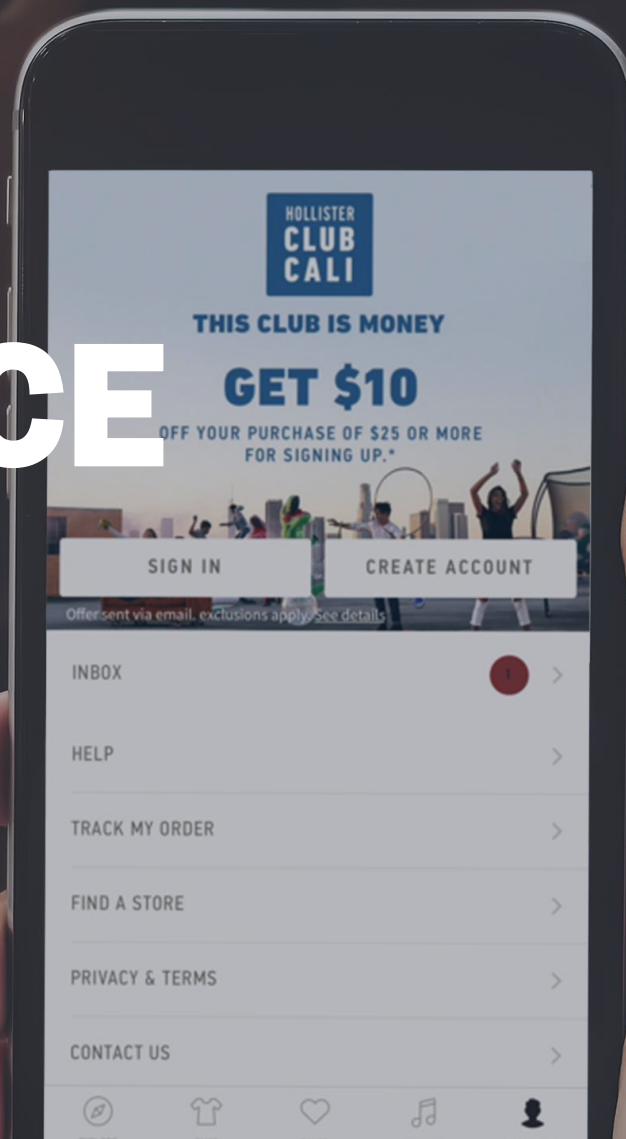 HOLLISTER
CLUB
CALI
THIS CLUB IS MONEY
CE
GET $10
OFF YOUR PURCHASE OF $25 OR MORE
FOR SIGNING UP.*
SIGN IN
CREATE ACCOUNT
Offer sent via email. exclusions apply. See details
INBOX
1
HELP
TRACK MY ORDER
FIND A STORE
PRIVACY & TERMS
CONTACT US